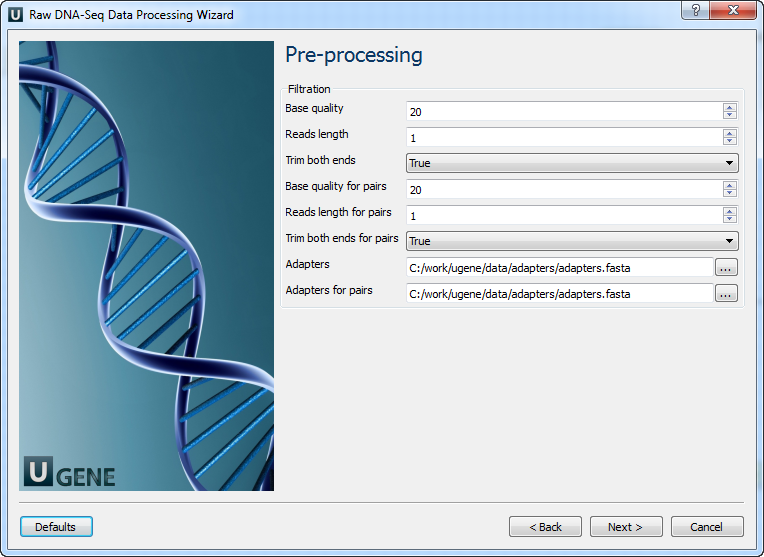 U Raw DNA-Seq Data Processing Wizard
?
Pre-processing
Filtration
Base quality 20
Reads length 1
Trim both ends True
Base quality for pairs 20
Reads length for pairs 1
Trim both ends for pairs True
Adapters C:/work/ugene/data/adapters/adapters.fasta ...
Adapters for pairs C:/work/ugene/data/adapters/adapters.fasta ...
U GENE
Defaults < Back Next > Cancel